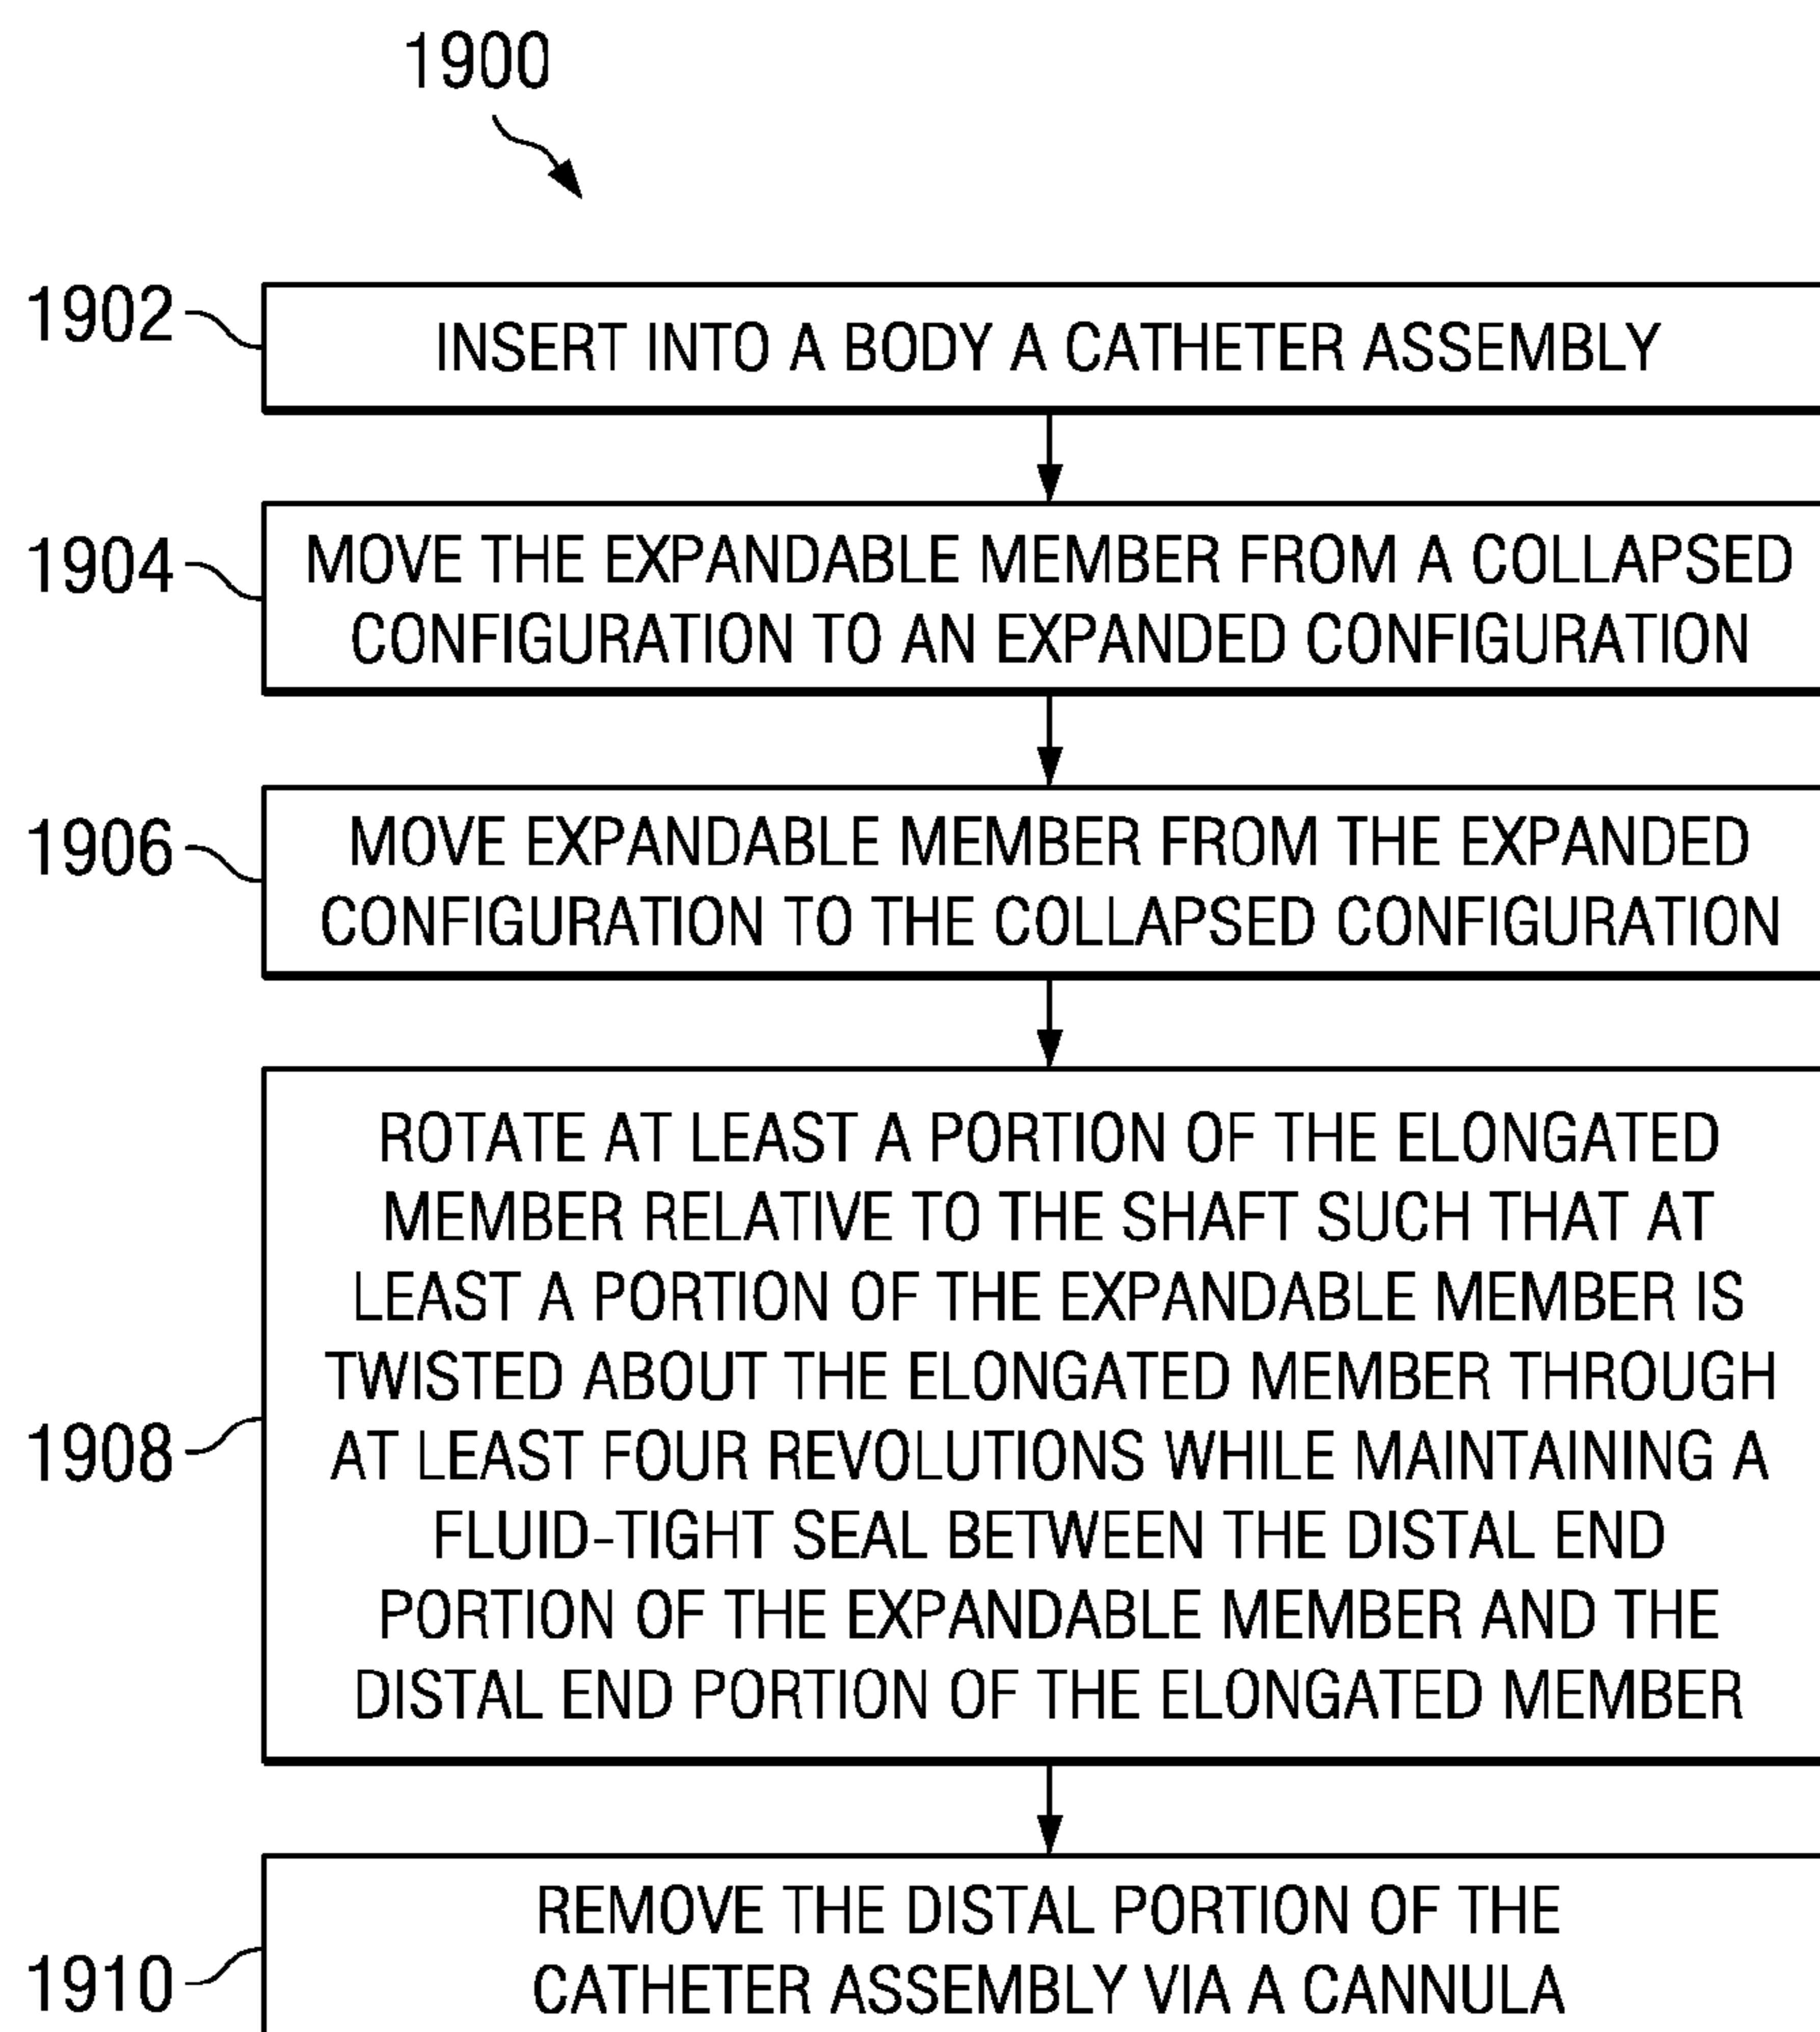 1900
1902
INSERT INTO A BODY A CATHETER ASSEMBLY
1904
MOVE THE EXPANDABLE MEMBER FROM A COLLAPSED
CONFIGURATION TO AN EXPANDED CONFIGURATION
1906
MOVE EXPANDABLE MEMBER FROM THE EXPANDED
CONFIGURATION TO THE COLLAPSED CONFIGURATION
1908
ROTATE AT LEAST A PORTION OF THE ELONGATED
MEMBER RELATIVE TO THE SHAFT SUCH THAT AT
LEAST A PORTION OF THE EXPANDABLE MEMBER IS
TWISTED ABOUT THE ELONGATED MEMBER THROUGH
AT LEAST FOUR REVOLUTIONS WHILE MAINTAINING A
FLUID-TIGHT SEAL BETWEEN THE DISTAL END
PORTION OF THE EXPANDABLE MEMBER AND THE
DISTAL END PORTION OF THE ELONGATED MEMBER
1910
REMOVE THE DISTAL PORTION OF THE
CATHETER ASSEMBLY VIA A CANNULA